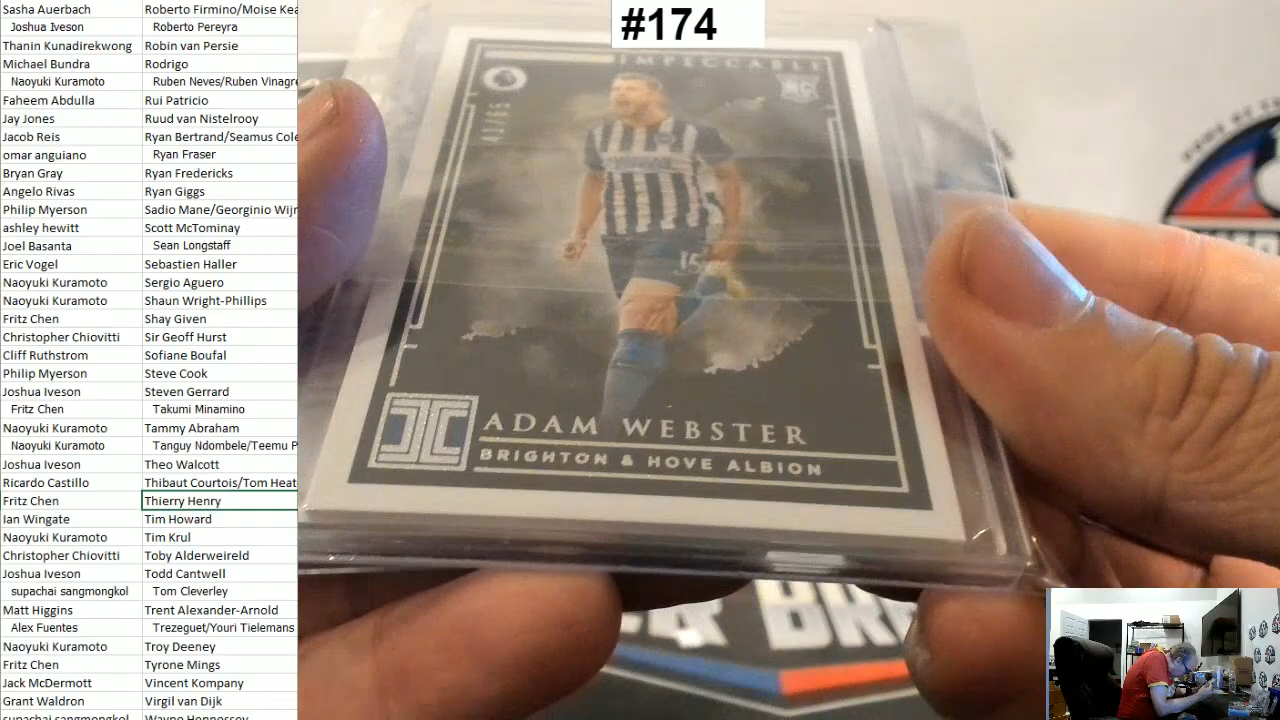 #174
Sasha Auerbach Roberto Firmino/Moise Kea
Joshua Iveson Roberto Pereyra
Thanin Kunadirekwong Robin van Persie
Michael Bundra Rodrigo
Naoyuki Kuramoto Ruben Neves/Ruben Vinagre
Faheem Abdulla Rui Patricio
Jay Jones Ruud van Nistelrooy
Jacob Reis Ryan Bertrand/Seamus Cole
omar anguiano Ryan Fraser
Bryan Gray Ryan Fredericks
Angelo Rivas Ryan Giggs
Philip Myerson Sadio Mane/Georginio Wijn
ashley hewitt Scott McTominay
Joel Basanta Sean Longstaff
Eric Vogel Sebastien Haller
Naoyuki Kuramoto Sergio Aguero
Naoyuki Kuramoto Shaun Wright-Phillips
Fritz Chen Shay Given
Christopher Chiovitti Sir Geoff Hurst
Cliff Ruthstrom Sofiane Boufal
Philip Myerson Steve Cook
Joshua Iveson Steven Gerrard
Fritz Chen Takumi Minamino
Naoyuki Kuramoto Tammy Abraham
Naoyuki Kuramoto Tanguy Ndombele/Teemu P
Joshua Iveson Theo Walcott
Ricardo Castillo Thibaut Courtois/Tom Heat
Fritz Chen Thierry Henry
Ian Wingate Tim Howard
Naoyuki Kuramoto Tim Krul
Christopher Chiovitti Toby Alderweireld
Joshua Iveson Todd Cantwell
supachai sangmongkol Tom Cleverley
Matt Higgins Trent Alexander-Arnold
Alex Fuentes Trezeguet/Youri Tielemans
Naoyuki Kuramoto Troy Deeney
Fritz Chen Tyrone Mings
Jack McDermott Vincent Kompany
Grant Waldron Virgil van Dijk
supachai sangmongkol Wayne Hennessey
IMPECCABLE
RC
15
ADAM WEBSTER
BRIGHTON & HOVE ALBION